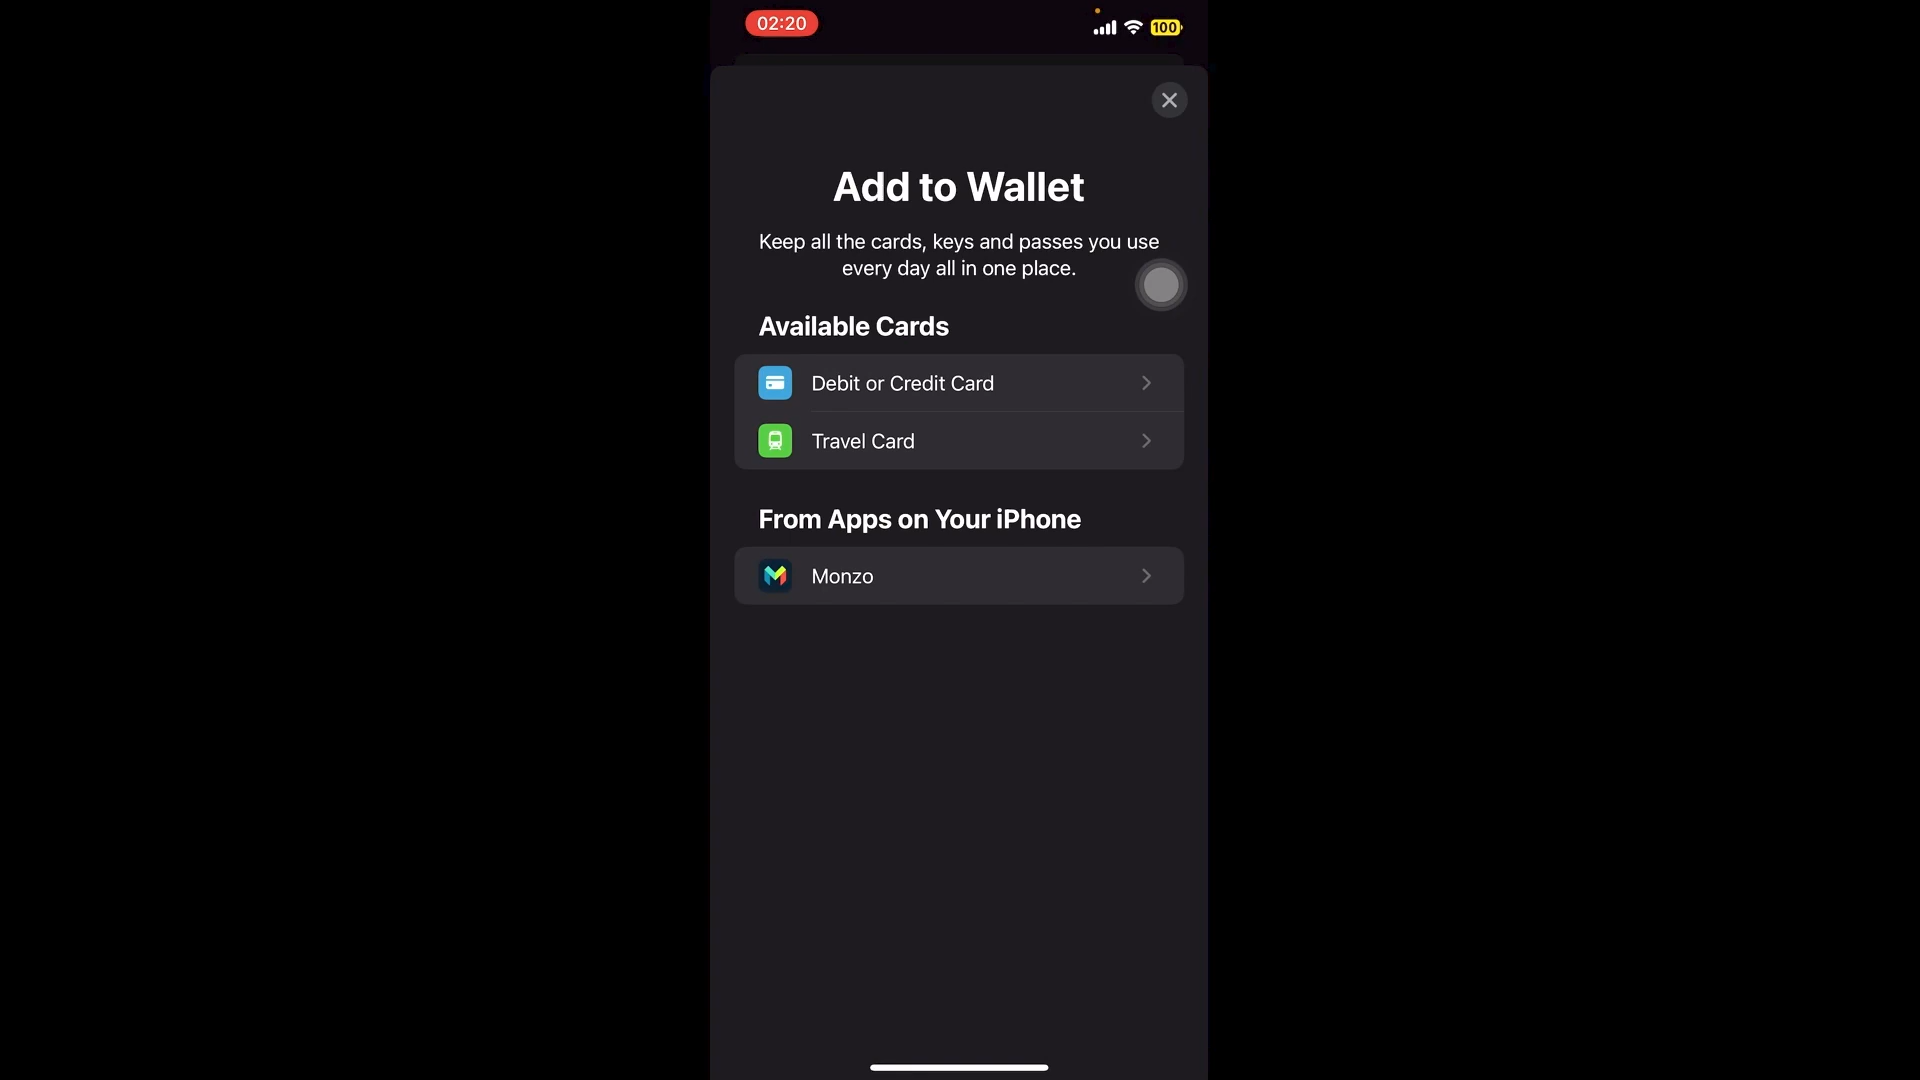 02:20
100
Add to Wallet
Keep all the cards, keys and passes you use
every day all in one place.
Available Cards
Debit or Credit Card
Travel Card
From Apps on Your iPhone
Monzo